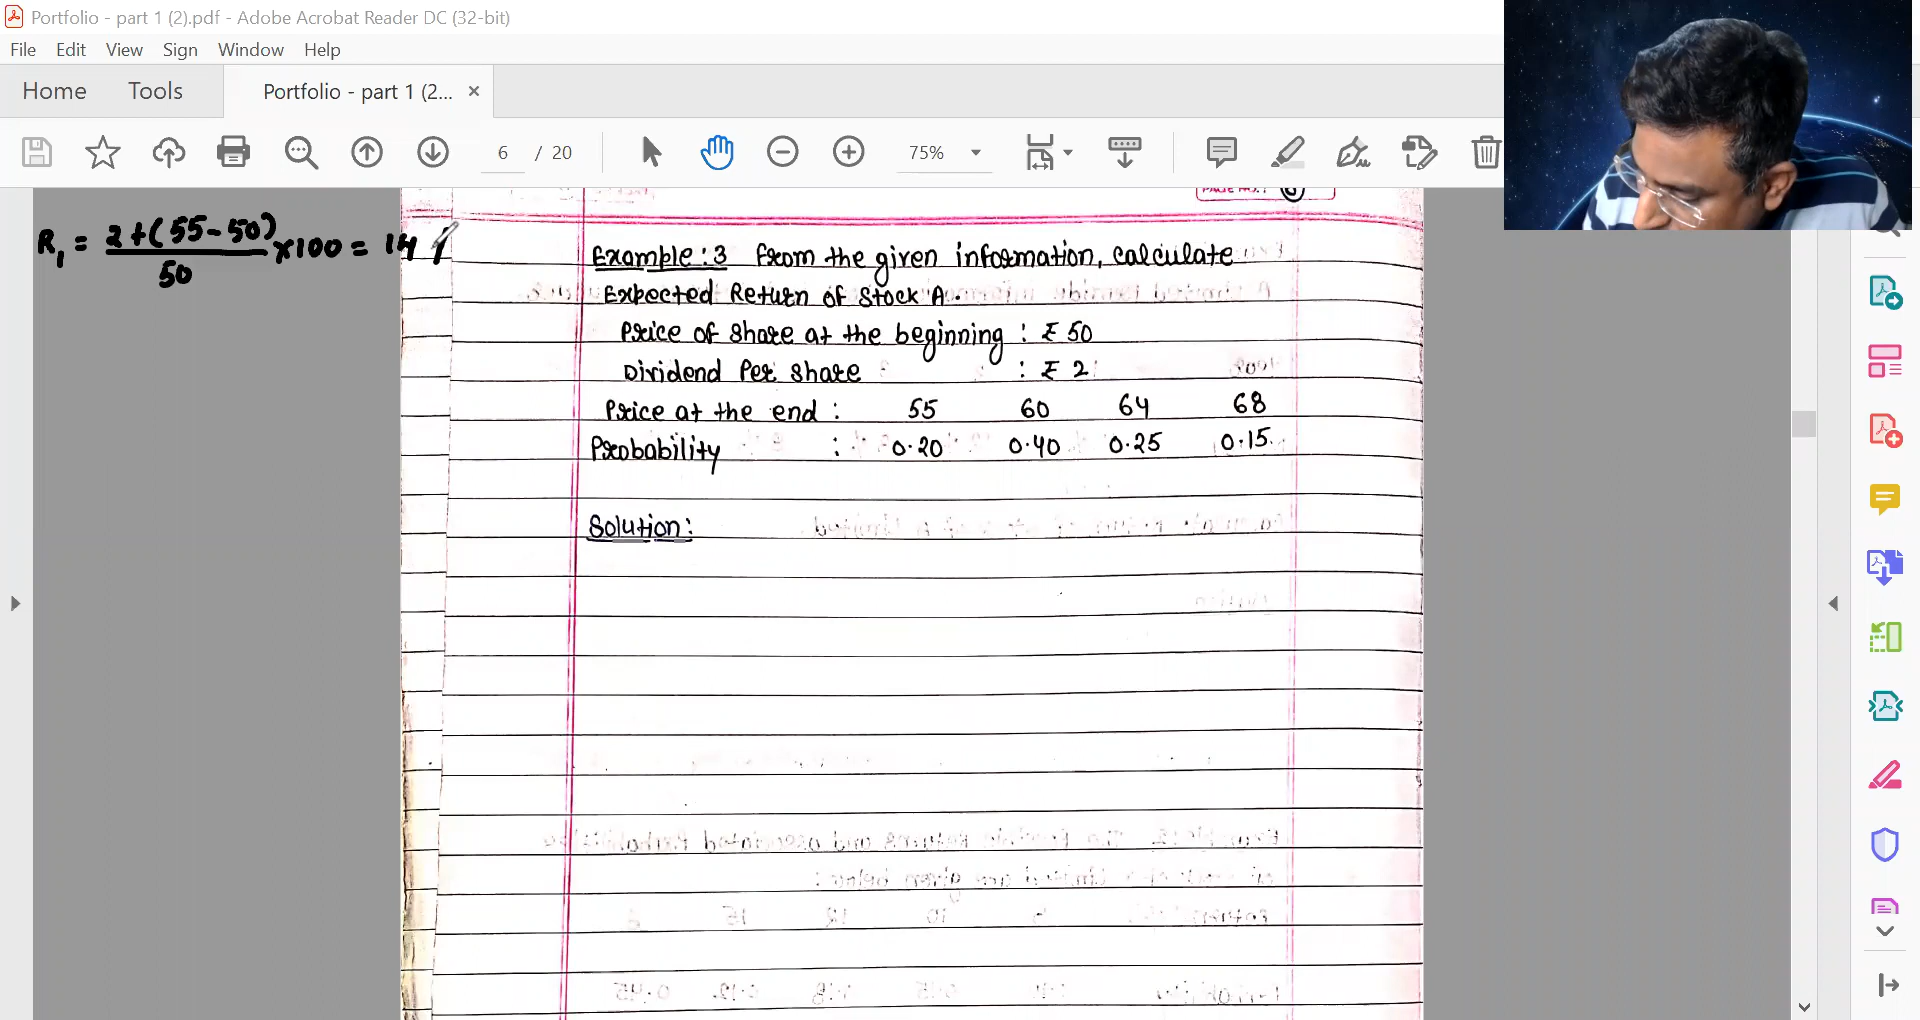 Portfolio - part 1 (2).pdf - Adobe Acrobat Reader DC (32-bit)
File Edit View Sign Window Help
Home Tools Portfolio - part 1 (2... ×
6 / 20 75%
R₁ = 2+(55-50) / 50 × 100 = 14 %
Example : 3 From the given information, calculate
Expected Return of Stock A.
Price of share at the beginning : ₹ 50
Dividend Per share : ₹ 2
Price at the end : 55 60 64 68
Probability : 0.20 0.40 0.25 0.15
Solution: